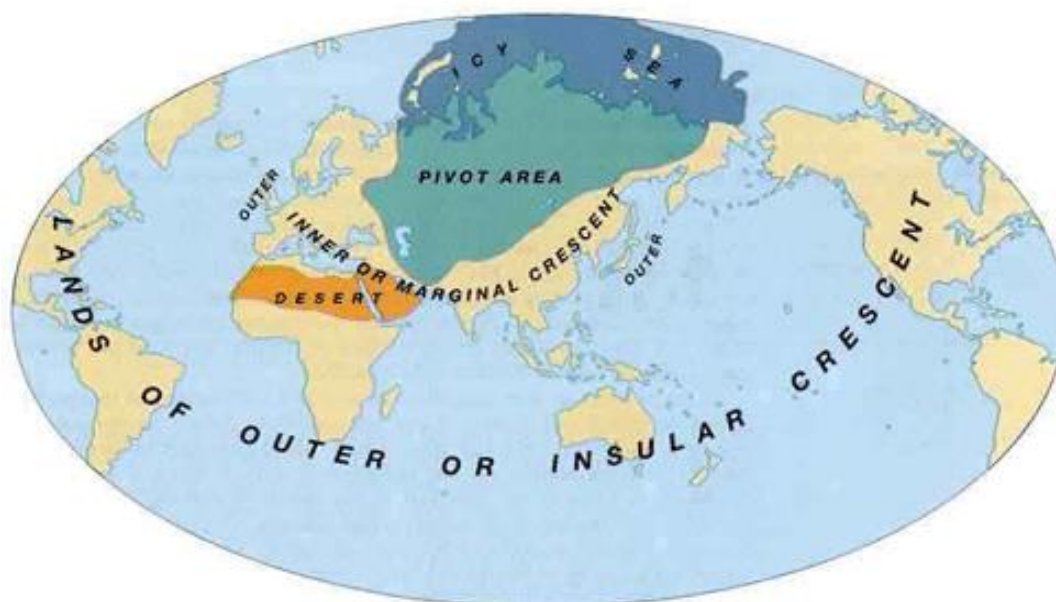 ICY SEA
PIVOT AREA
OUTER
INNER OR MARGINAL CRESCENT
OUTER
DESERT
LANDS OF OUTER OR INSULAR CRESCENT